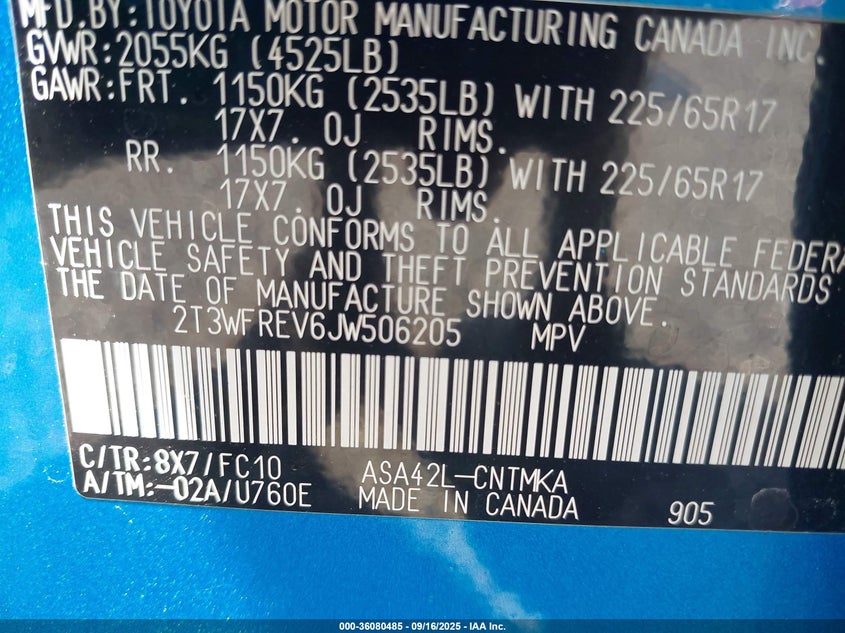 MFD.BY:TOYOTA MOTOR MANUFACTURING CANADA INC.
GVWR:2055KG (4525LB)
GAWR:FRT. 1150KG (2535LB) WITH 225/65R17
17X7. 0J RIMS.
RR. 1150KG (2535LB) WITH 225/65R17
17X7. 0J RIMS.
THIS VEHICLE CONFORMS TO ALL APPLICABLE FEDERA
VEHICLE SAFETY AND THEFT PREVENTION STANDARDS
THE DATE OF MANUFACTURE SHOWN ABOVE.
2T3WFREV6JW506205 MPV
C/TR:8X7/FC10 ASA42L-CNTMKA
A/TM:-02A/U760E MADE IN CANADA 905
000-36080485 - 09/16/2025 - IAA Inc.